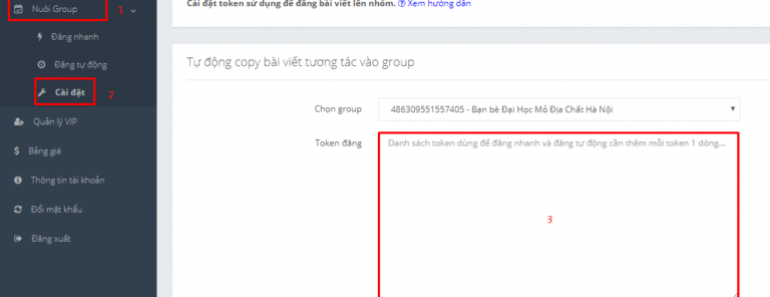 Nuôi Group 1
Đăng nhanh
Đăng tự động
Cài đặt 2
Quản lý VIP
Bảng giá
Thông tin tài khoản
Đổi mật khẩu
Đăng xuất
Cài đặt token sử dụng để đăng bài viết lên nhóm. Xem hướng dẫn
Tự động copy bài viết tương tác vào group
Chọn group 486309551557405 - Bạn bè Đại Học Mỏ Địa Chất Hà Nội
Token đăng Danh sách token dùng để đăng nhanh và đăng tự động cần thêm mỗi token 1 dòng...
3